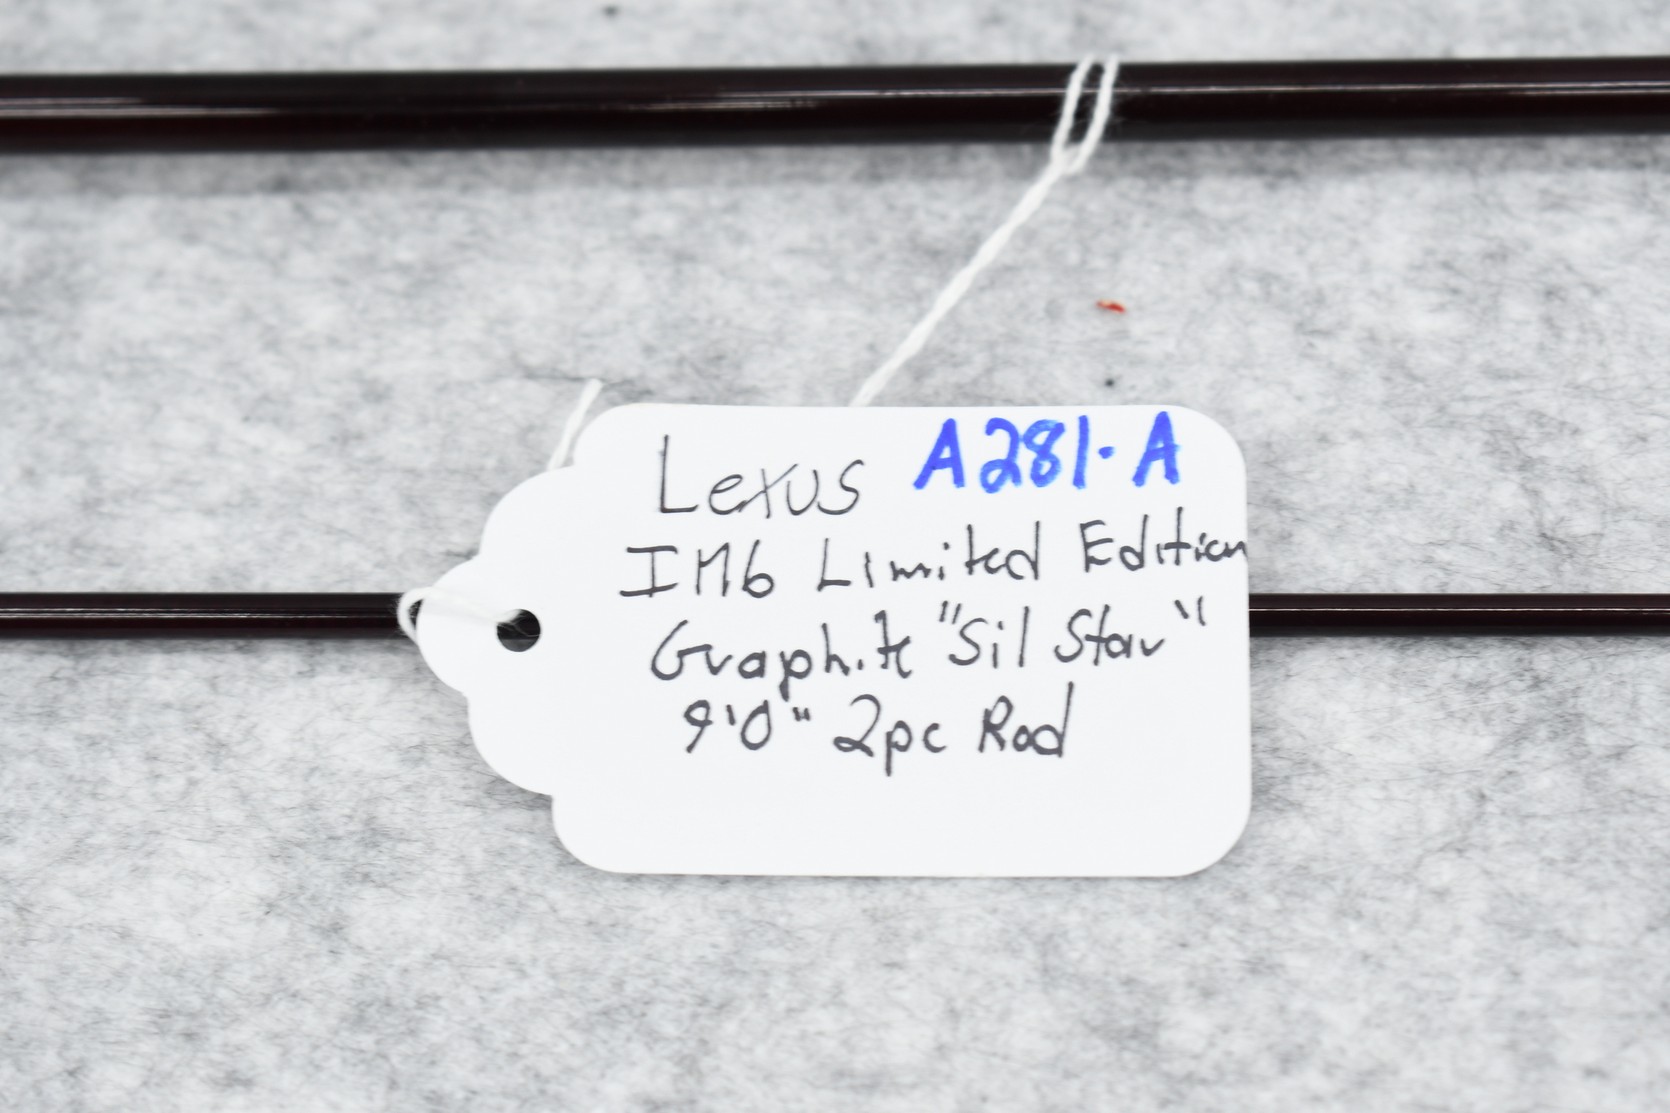 Lexus A281-A
IM6 Limited Edition
Graphite "Sil Star"
9'0" 2pc Rod